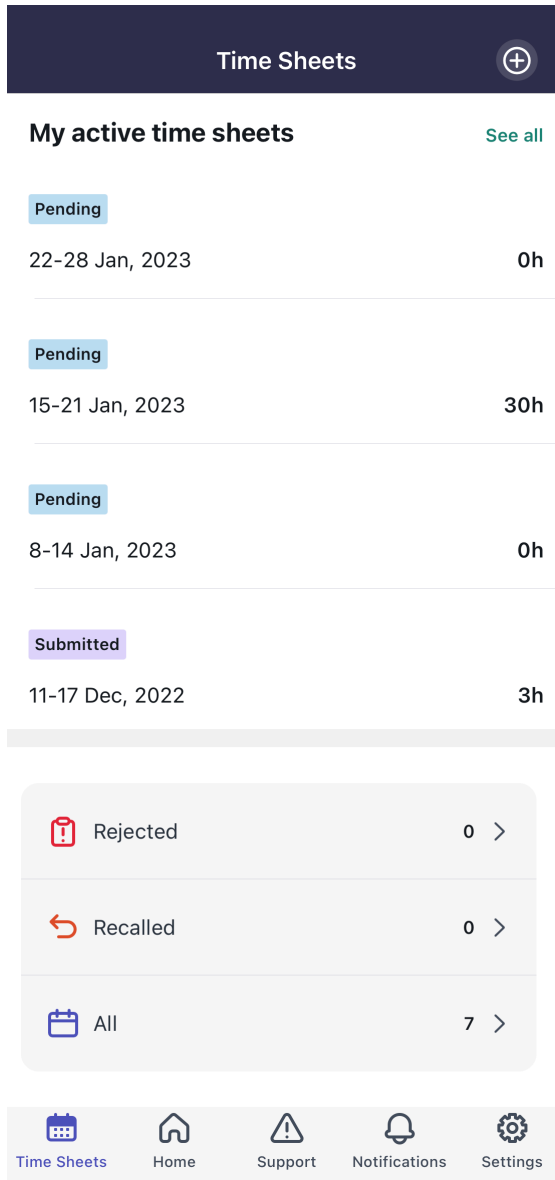 Time Sheets
My active time sheets
See all
Pending
22-28 Jan, 2023 0h
Pending
15-21 Jan, 2023 30h
Pending
8-14 Jan, 2023 0h
Submitted
11-17 Dec, 2022 3h
Rejected 0
Recalled 0
All 7
Time Sheets Home Support Notifications Settings